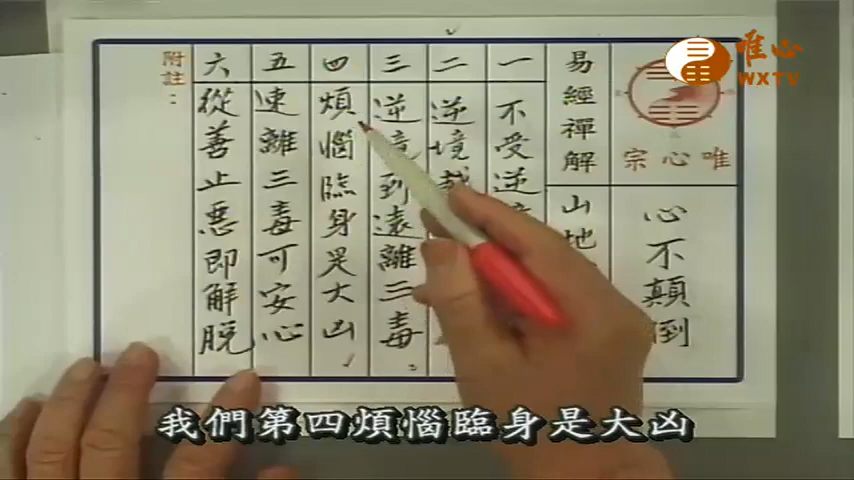 唯心
WXTV
唯心宗
心不顛倒
易經禪解
山地
一 不受逆
二 逆境
三 逆境到遠離三毒
四 煩惱臨身是大凶
五 速離三毒可安心
六 從善止惡即解脫
附註：
我們第四煩惱臨身是大凶